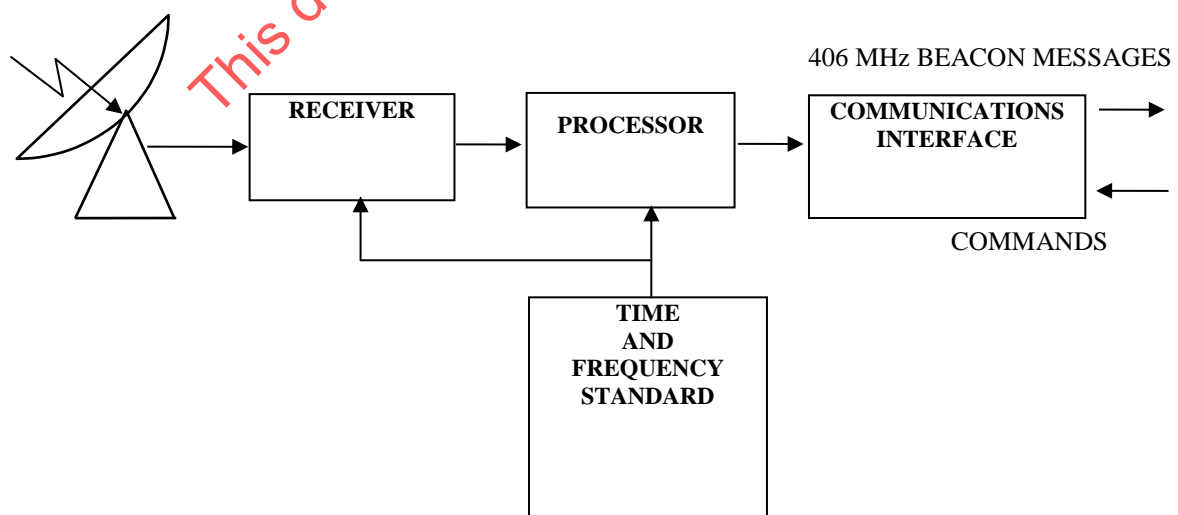 This d
406 MHz BEACON MESSAGES
RECEIVER
PROCESSOR
COMMUNICATIONS
INTERFACE
COMMANDS
TIME
AND
FREQUENCY
STANDARD